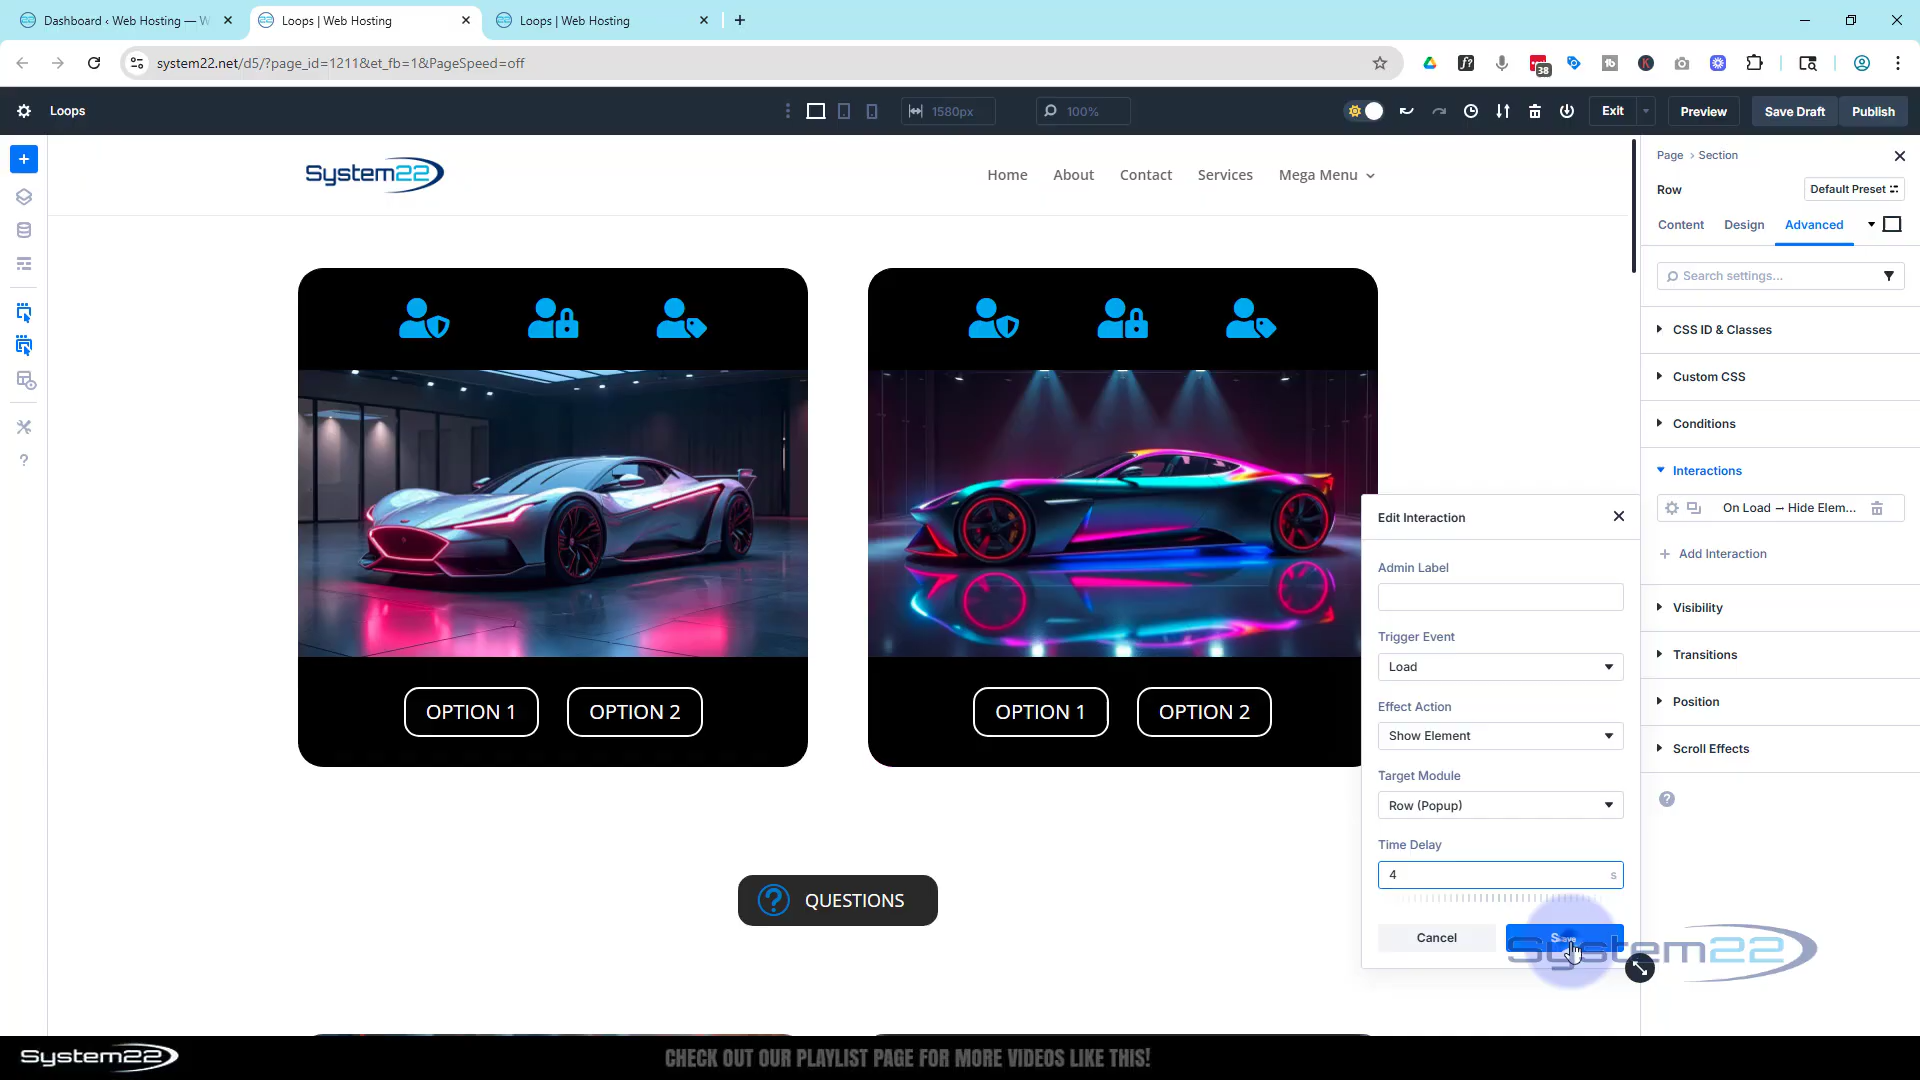 Dashboard ‹ Web Hosting — W
Loops | Web Hosting
Loops | Web Hosting
system22.net/d5/?page_id=1211&et_fb=1&PageSpeed=off
38
Loops
1580px
100%
Exit
Preview
Save Draft
Publish
System22
Home
About
Contact
Services
Mega Menu
Page › Section
Row
Default Preset
Content
Design
Advanced
Search settings...
CSS ID & Classes
Custom CSS
Conditions
Interactions
On Load → Hide Elem...
Add Interaction
Visibility
Transitions
Position
Scroll Effects
OPTION 1
OPTION 2
OPTION 1
OPTION 2
QUESTIONS
Edit Interaction
Admin Label
Trigger Event
Load
Effect Action
Show Element
Target Module
Row (Popup)
Time Delay
4
s
Cancel
Save
System22
System22
CHECK OUT OUR PLAYLIST PAGE FOR MORE VIDEOS LIKE THIS!